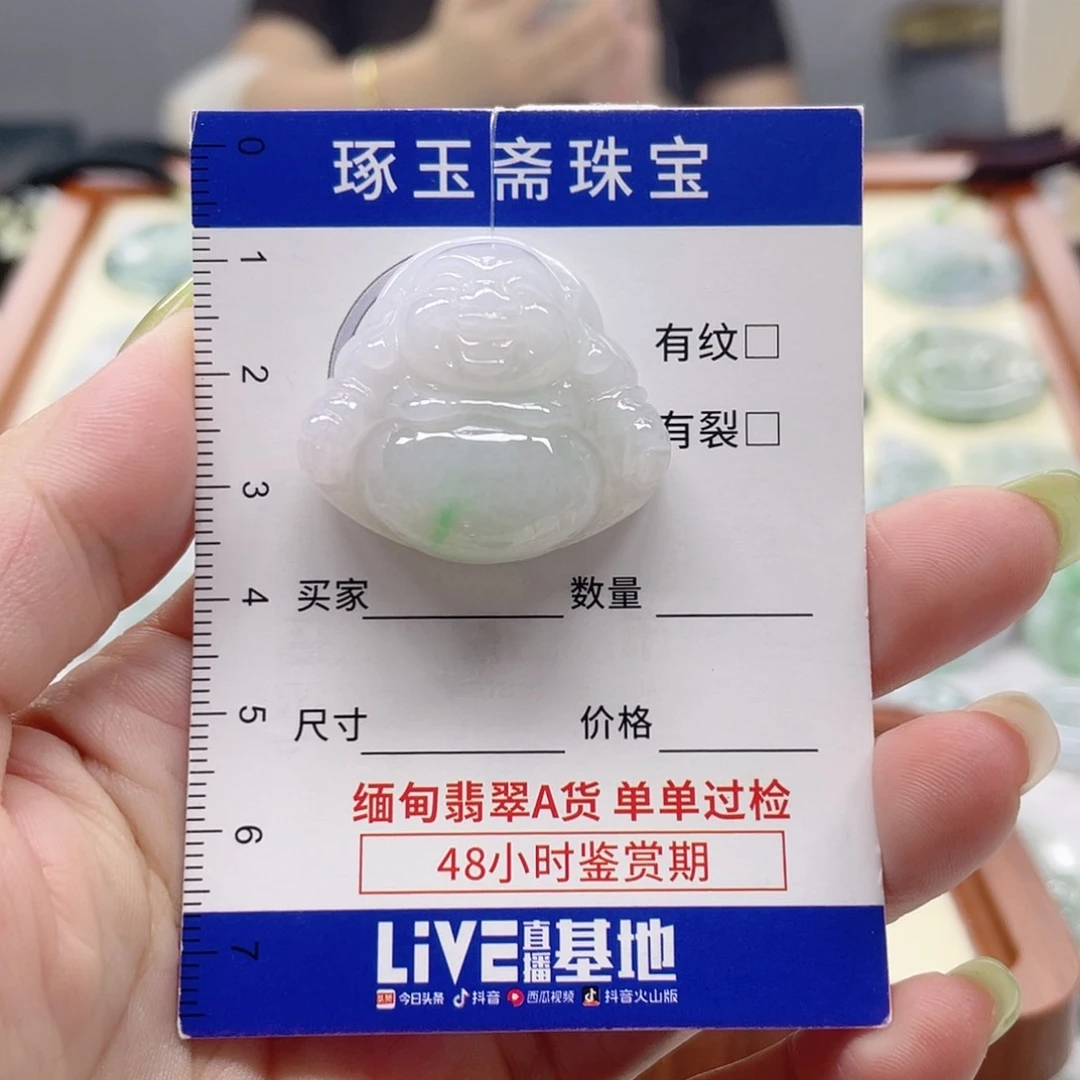 琢玉斋珠宝
0
1
2
3
4
5
6
7
有纹□
有裂□
买家 数量
尺寸 价格
缅甸翡翠A货 单单过检
48小时鉴赏期
LiVE直播基地
头条 今日头条 抖音 西瓜视频 抖音火山版